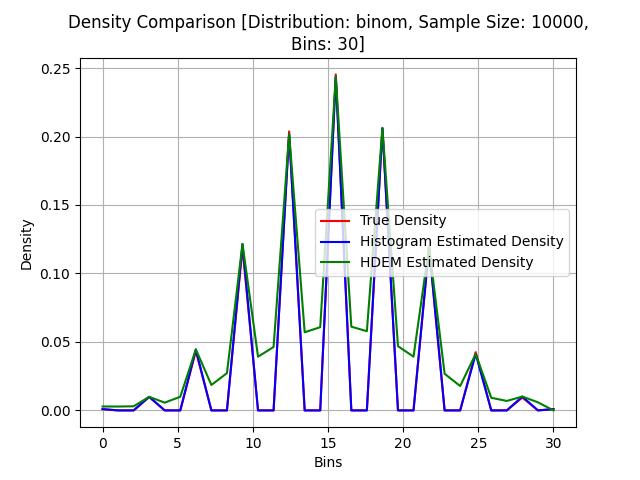 Density Comparison [Distribution: binom, Sample Size: 10000,
Bins: 30]
0.25
0.20
0.15
0.10
0.05
0.00
Density
True Density
Histogram Estimated Density
HDEM Estimated Density
0 5 10 15 20 25 30
Bins